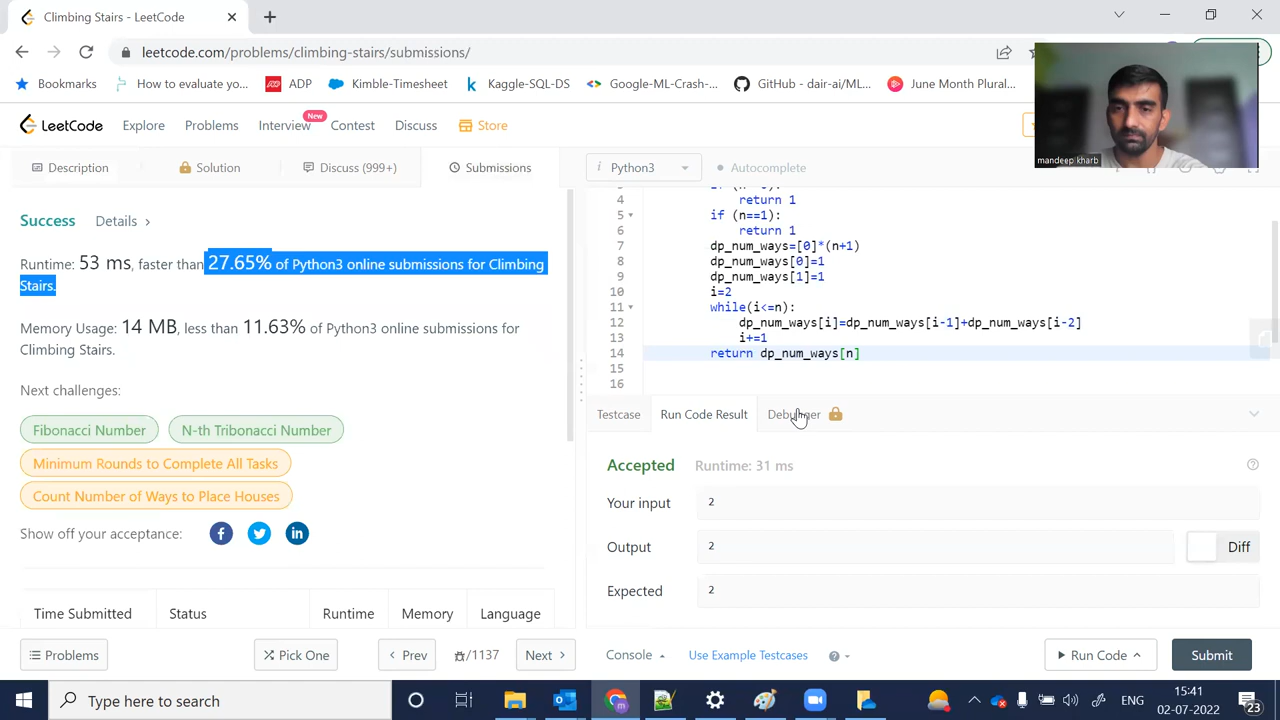 Climbing Stairs - LeetCode
leetcode.com/problems/climbing-stairs/submissions/
Bookmarks
How to evaluate yo...
ADP
Kimble-Timesheet
Kaggle-SQL-DS
Google-ML-Crash-...
GitHub - dair-ai/ML...
June Month Plural...
LeetCode
Explore
Problems
Interview
New
Contest
Discuss
Store
mandeep kharb
Description
Solution
Discuss (999+)
Submissions
i Python3
Autocomplete
Success
Details
Runtime: 53 ms, faster than 27.65% of Python3 online submissions for Climbing
Stairs.
Memory Usage: 14 MB, less than 11.63% of Python3 online submissions for
Climbing Stairs.
Next challenges:
Fibonacci Number
N-th Tribonacci Number
Minimum Rounds to Complete All Tasks
Count Number of Ways to Place Houses
Show off your acceptance:
Time Submitted
Status
Runtime
Memory
Language
4 return 1
5 if (n==1):
6 return 1
7 dp_num_ways=[0]*(n+1)
8 dp_num_ways[0]=1
9 dp_num_ways[1]=1
10 i=2
11 while(i<=n):
12 dp_num_ways[i]=dp_num_ways[i-1]+dp_num_ways[i-2]
13 i+=1
14 return dp_num_ways[n]
15
16
Testcase
Run Code Result
Debugger
Accepted
Runtime: 31 ms
Your input
2
Output
2
Diff
Expected
2
Problems
Pick One
Prev
/1137
Next
Console
Use Example Testcases
Run Code
Submit
Type here to search
ENG
15:41
02-07-2022
23